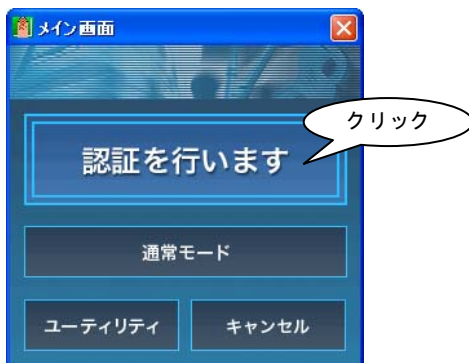 メイン画面
クリック
認証を行います
通常モード
ユーティリティ キャンセル